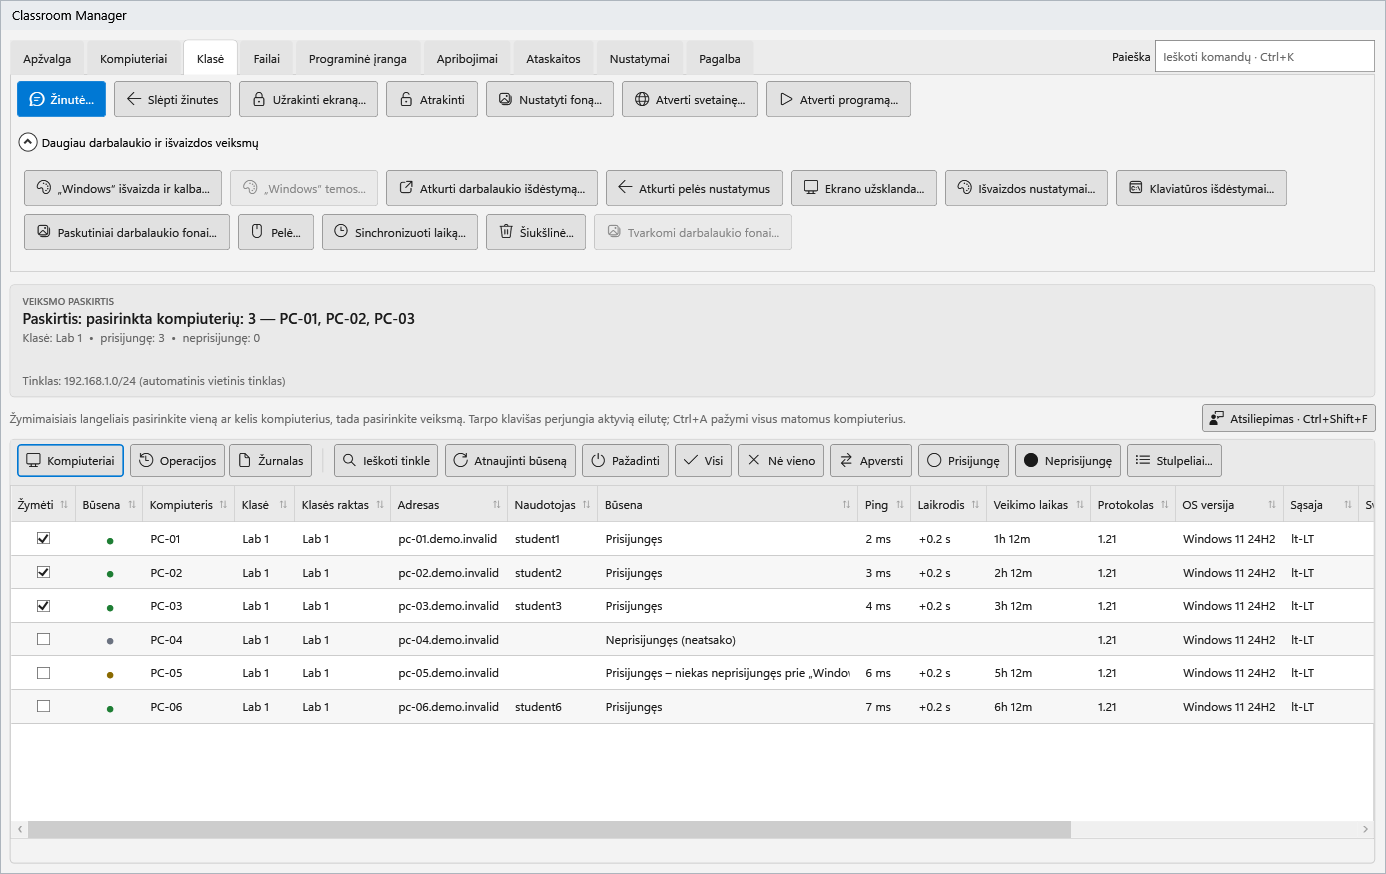 Classroom Manager
Apžvalga Kompiuteriai Klasė Failai Programinė įranga Apribojimai Ataskaitos Nustatymai Pagalba Paieška Ieškoti komandų · Ctrl+K
Žinutė... Slėpti žinutes Užrakinti ekraną... Atrakinti Nustatyti foną... Atverti svetainę... Atverti programą...
Daugiau darbalaukio ir išvaizdos veiksmų
„Windows“ išvaizda ir kalba... „Windows“ temos... Atkurti darbalaukio išdėstymą... Atkurti pelės nustatymus Ekrano užsklanda... Išvaizdos nustatymai... Klaviatūros išdėstymai...
Paskutiniai darbalaukio fonai... Pelė... Sinchronizuoti laiką... Šiukšlinė... Tvarkomi darbalaukio fonai...
VEIKSMO PASKIRTIS
Paskirtis: pasirinkta kompiuterių: 3 — PC-01, PC-02, PC-03
Klasė: Lab 1 • prisijungę: 3 • neprisijungę: 0
Tinklas: 192.168.1.0/24 (automatinis vietinis tinklas)
Žymimaisiais langeliais pasirinkite vieną ar kelis kompiuterius, tada pasirinkite veiksmą. Tarpo klavišas perjungia aktyvią eilutę; Ctrl+A pažymi visus matomus kompiuterius. Atsiliepimas · Ctrl+Shift+F
Kompiuteriai Operacijos Žurnalas Ieškoti tinkle Atnaujinti būseną Pažadinti Visi Nė vieno Apversti Prisijungę Neprisijungę Stulpeliai...
Žymėti Būsena Kompiuteris Klasė Klasės raktas Adresas Naudotojas Būsena Ping Laikrodis Veikimo laikas Protokolas OS versija Sąsaja
PC-01 Lab 1 Lab 1 pc-01.demo.invalid student1 Prisijungęs 2 ms +0.2 s 1h 12m 1.21 Windows 11 24H2 lt-LT
PC-02 Lab 1 Lab 1 pc-02.demo.invalid student2 Prisijungęs 3 ms +0.2 s 2h 12m 1.21 Windows 11 24H2 lt-LT
PC-03 Lab 1 Lab 1 pc-03.demo.invalid student3 Prisijungęs 4 ms +0.2 s 3h 12m 1.21 Windows 11 24H2 lt-LT
PC-04 Lab 1 Lab 1 pc-04.demo.invalid Neprisijungęs (neatsako) 1.21 Windows 11 24H2 lt-LT
PC-05 Lab 1 Lab 1 pc-05.demo.invalid Prisijungęs – niekas neprisijungęs prie „Windo 6 ms +0.2 s 5h 12m 1.21 Windows 11 24H2 lt-LT
PC-06 Lab 1 Lab 1 pc-06.demo.invalid student6 Prisijungęs 7 ms +0.2 s 6h 12m 1.21 Windows 11 24H2 lt-LT